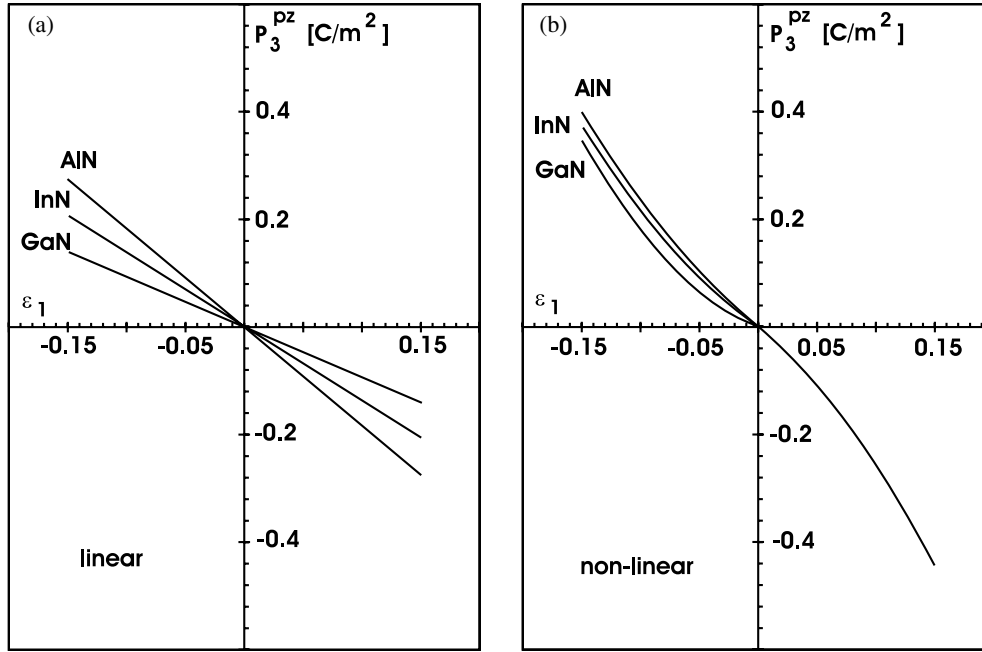 (a)
P₃ᵖᶻ [C/m²]
0.4
AlN
InN
0.2
GaN
ε₁
-0.15 -0.05 0.15
-0.2
-0.4
linear
(b)
P₃ᵖᶻ [C/m²]
AlN
0.4
InN
GaN
0.2
ε₁
-0.15 -0.05 0.05 0.15
-0.2
-0.4
non-linear